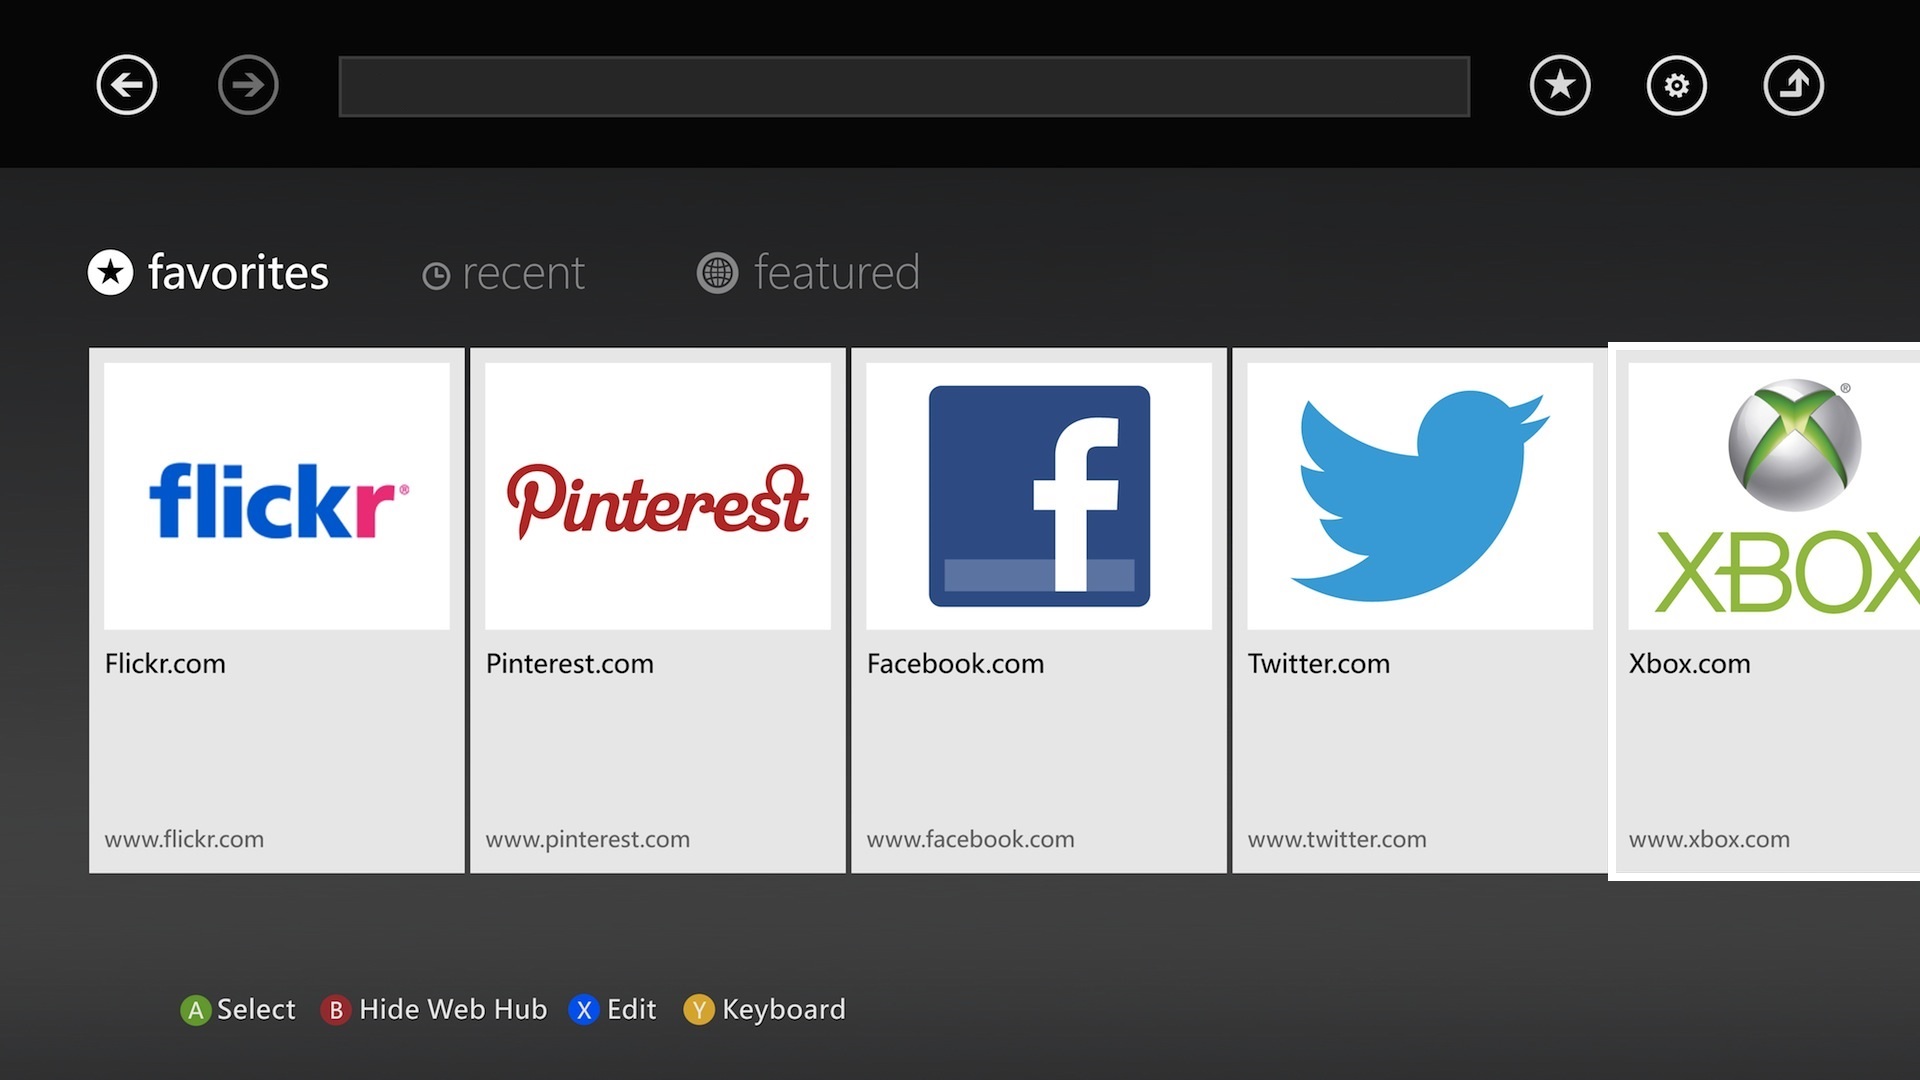 favorites recent featured
flickr®
Pinterest
f
®
XBOX
Flickr.com
Pinterest.com
Facebook.com
Twitter.com
Xbox.com
www.flickr.com
www.pinterest.com
www.facebook.com
www.twitter.com
www.xbox.com
A Select B Hide Web Hub X Edit Y Keyboard